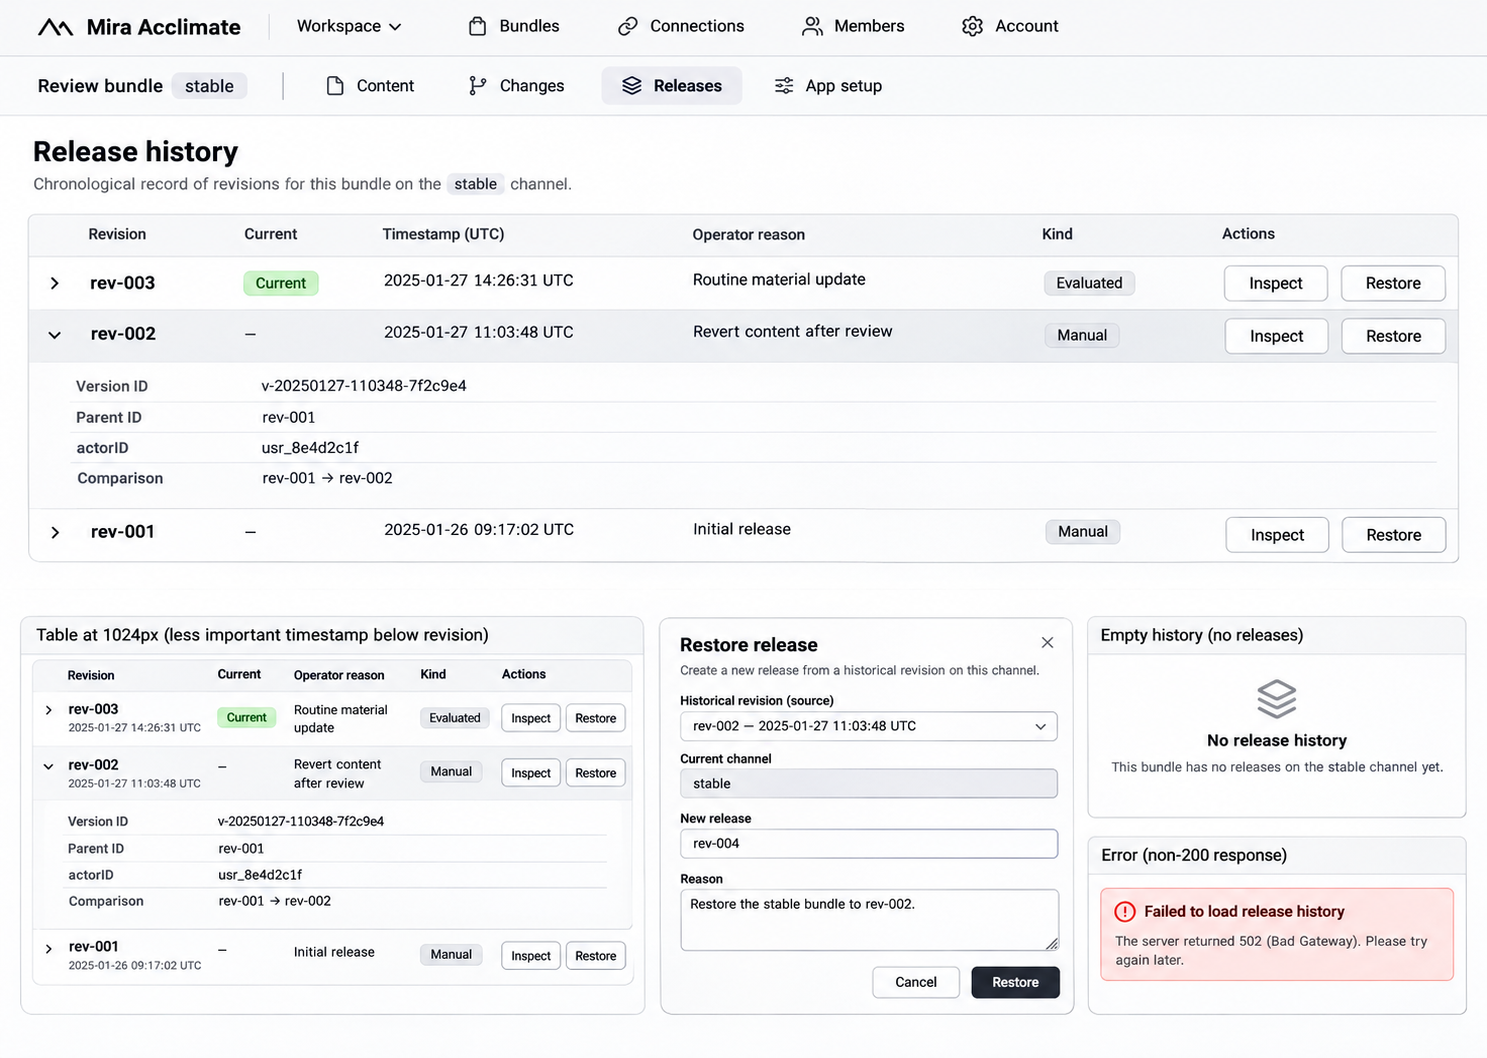 Mira Acclimate Workspace Bundles Connections Members Account
Review bundle stable Content Changes Releases App setup
Release history
Chronological record of revisions for this bundle on the stable channel.
Revision Current Timestamp (UTC) Operator reason Kind Actions
rev-003 Current 2025-01-27 14:26:31 UTC Routine material update Evaluated Inspect Restore
rev-002 – 2025-01-27 11:03:48 UTC Revert content after review Manual Inspect Restore
Version ID v-20250127-110348-7f2c9e4
Parent ID rev-001
actorID usr_8e4d2c1f
Comparison rev-001 → rev-002
rev-001 – 2025-01-26 09:17:02 UTC Initial release Manual Inspect Restore
Table at 1024px (less important timestamp below revision)
Revision Current Operator reason Kind Actions
rev-003 Current Routine material Evaluated Inspect Restore
2025-01-27 14:26:31 UTC update
rev-002 – Revert content Manual Inspect Restore
2025-01-27 11:03:48 UTC after review
Version ID v-20250127-110348-7f2c9e4
Parent ID rev-001
actorID usr_8e4d2c1f
Comparison rev-001 → rev-002
rev-001 – Initial release Manual Inspect Restore
2025-01-26 09:17:02 UTC
Restore release
Create a new release from a historical revision on this channel.
Historical revision (source)
rev-002 – 2025-01-27 11:03:48 UTC
Current channel
stable
New release
rev-004
Reason
Restore the stable bundle to rev-002.
Cancel Restore
Empty history (no releases)
No release history
This bundle has no releases on the stable channel yet.
Error (non-200 response)
Failed to load release history
The server returned 502 (Bad Gateway). Please try
again later.